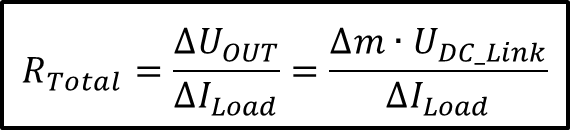 R_Total = ΔU_OUT / ΔI_Load = Δm · U_DC_Link / ΔI_Load